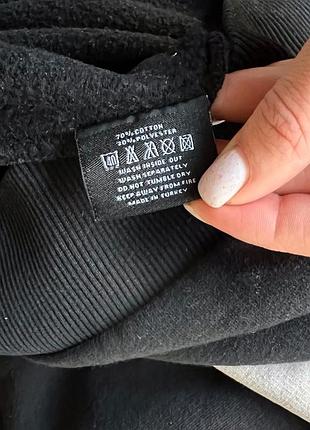 70% COTTON
30% POLYESTER
40
WASH INSIDE OUT
WASH SEPARATELY
DO NOT TUMBLE DRY
KEEP AWAY FROM FIRE
MADE IN TURKEY